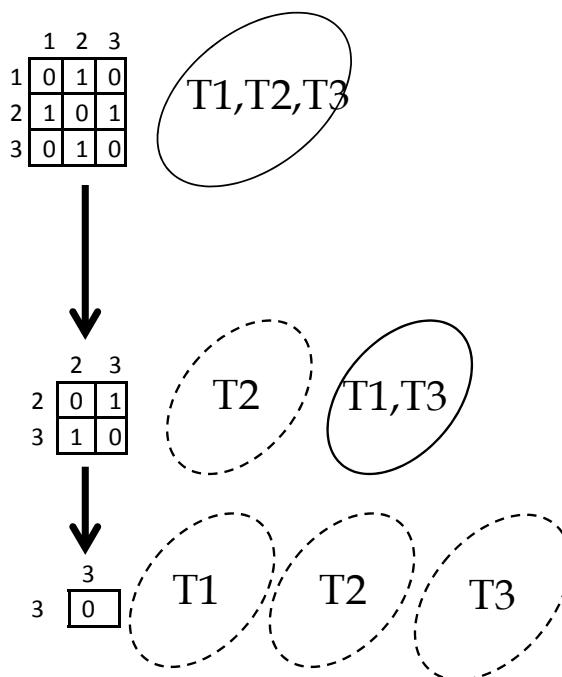 1 2 3
1 0 1 0
2 1 0 1
3 0 1 0
T1,T2,T3
2 3
2 0 1
3 1 0
T2
T1,T3
3
3 0
T1
T2
T3